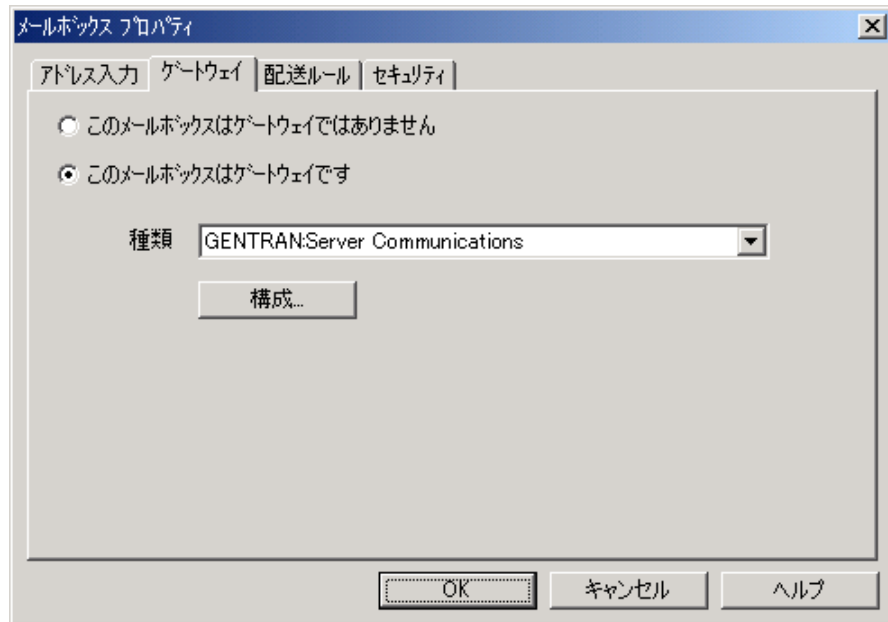 メールボックス プロパティ
アドレス入力 ゲートウェイ 配送ルール セキュリティ
このメールボックスはゲートウェイではありません
このメールボックスはゲートウェイです
種類 GENTRAN:Server Communications
構成...
OK キャンセル ヘルプ